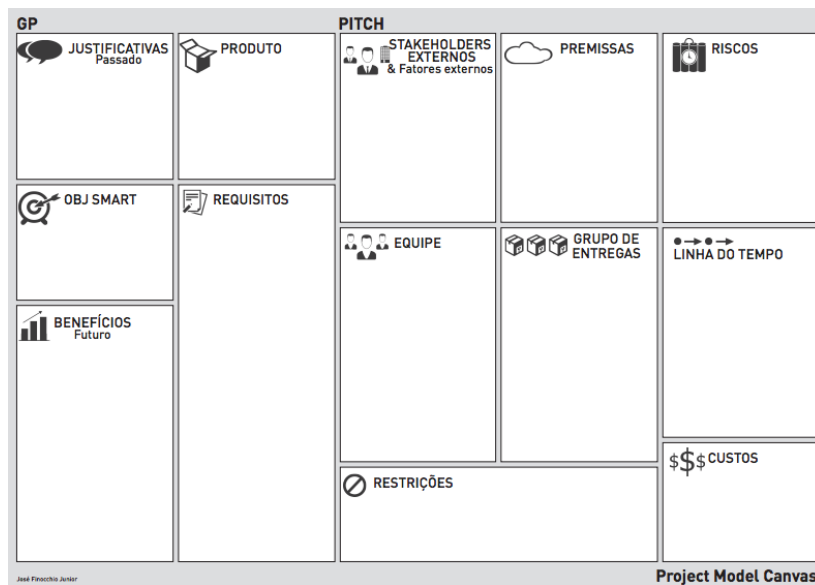 GP
PITCH
JUSTIFICATIVAS
Passado
PRODUTO
STAKEHOLDERS
EXTERNOS
& Fatores externos
PREMISSAS
RISCOS
OBJ SMART
REQUISITOS
EQUIPE
GRUPO DE
ENTREGAS
LINHA DO TEMPO
BENEFÍCIOS
Futuro
$$$ CUSTOS
RESTRIÇÕES
José Finocchio Junior
Project Model Canvas